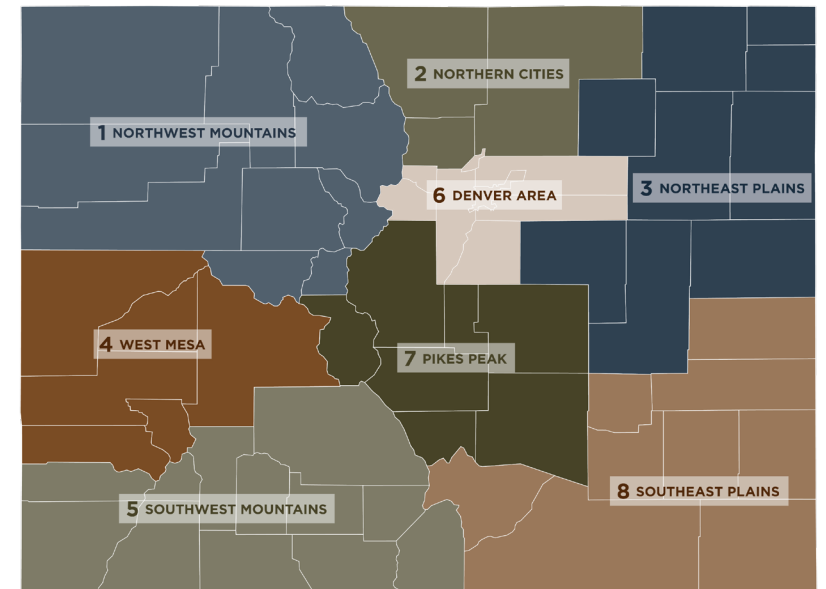 2 NORTHERN CITIES
1 NORTHWEST MOUNTAINS
3 NORTHEAST PLAINS
6 DENVER AREA
4 WEST MESA
7 PIKES PEAK
8 SOUTHEAST PLAINS
5 SOUTHWEST MOUNTAINS